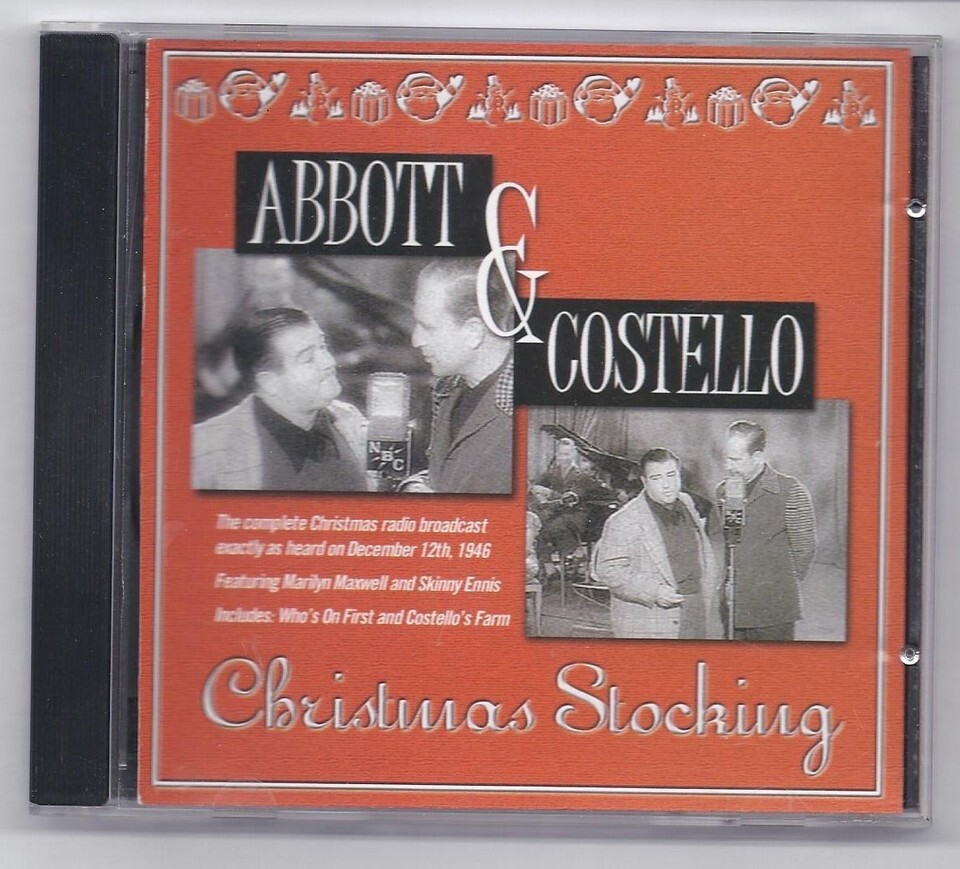 ABBOTT
&
COSTELLO
NBC
NBC
The complete Christmas radio broadcast
exactly as heard on December 12th, 1946
Featuring Marilyn Maxwell and Skinny Ennis
Includes: Who's On First and Costello's Farm
Christmas Stocking